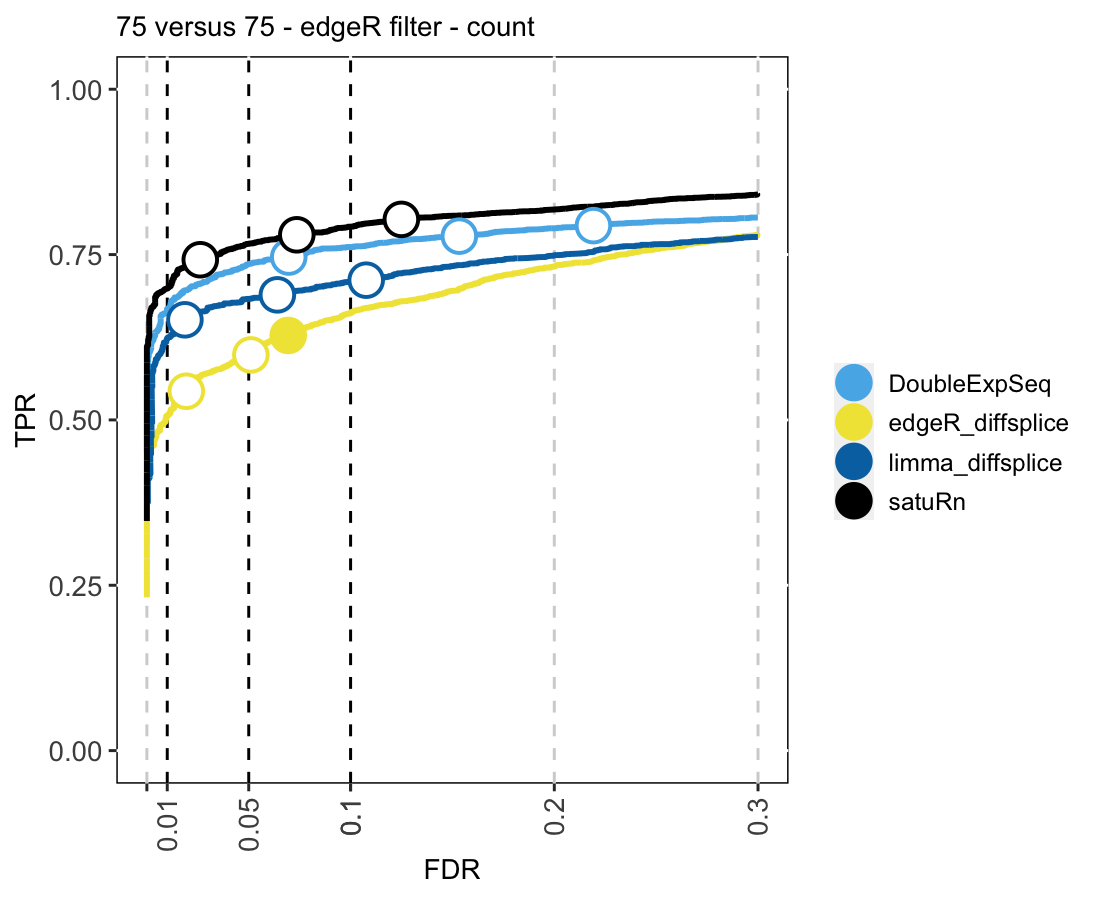 75 versus 75 - edgeR filter - count
1.00
0.75
0.50
0.25
0.00
TPR
0.01
0.05
0.1
0.2
0.3
FDR
DoubleExpSeq
edgeR_diffsplice
limma_diffsplice
satuRn